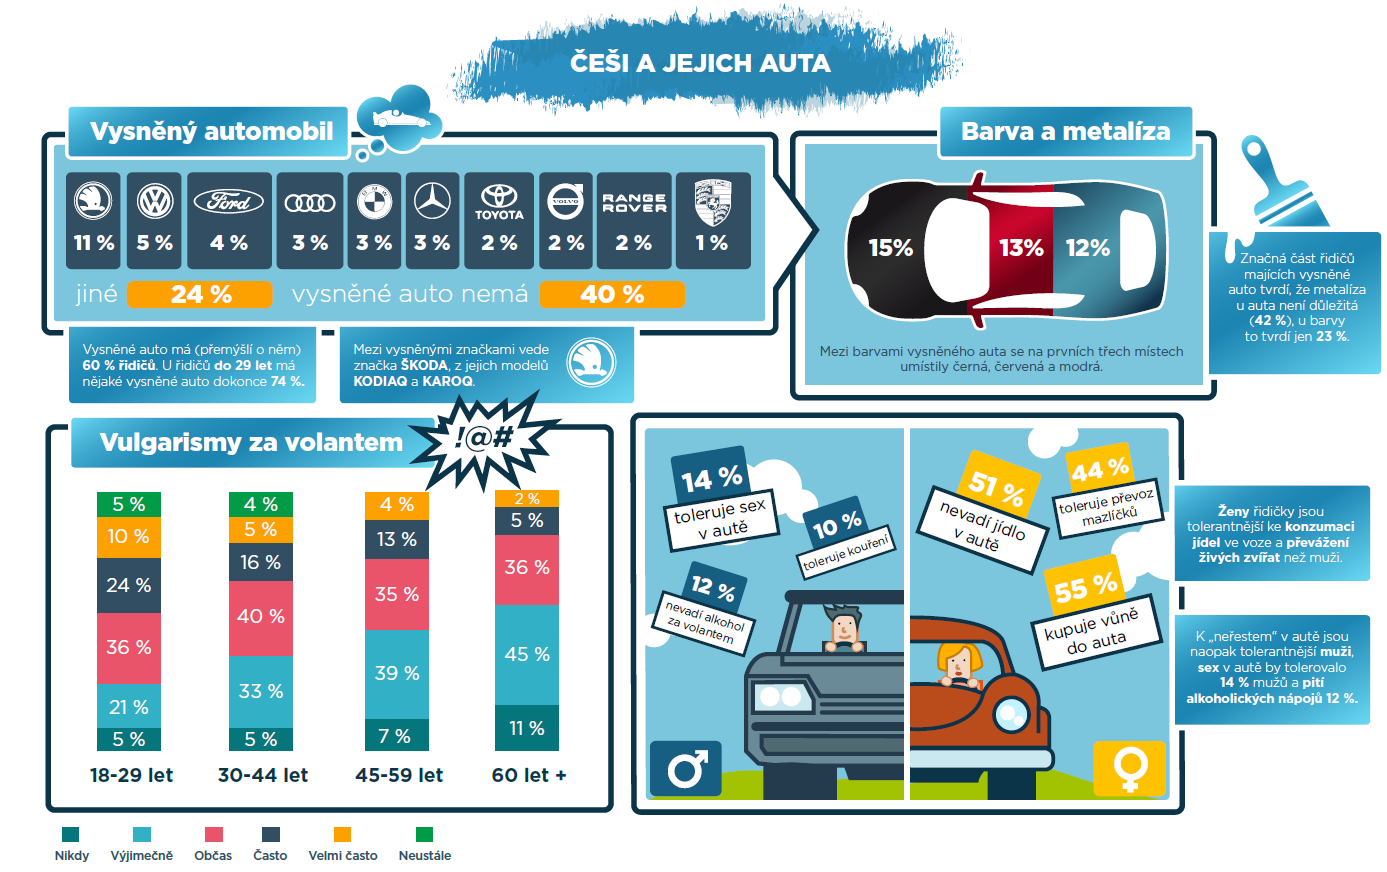 ČEŠI A JEJICH AUTA
Vysněný automobil
BMW
Ford
TOYOTA
VOLVO
RANGE
ROVER
11 %
5 %
4 %
3 %
3 %
3 %
2 %
2 %
2 %
1 %
jiné 24 % vysněné auto nemá 40 %
Vysněné auto má (přemýšlí o něm)
60 % řidičů. U řidičů do 29 let má
nějaké vysněné auto dokonce 74 %.
Mezi vysněnými značkami vede
značka ŠKODA, z jejich modelů
KODIAQ a KAROQ.
Barva a metalíza
15%
13%
12%
Mezi barvami vysněného auta se na prvních třech místech
umístily černá, červená a modrá.
Značná část řidičů
majících vysněné
auto tvrdí, že metalíza
u auta není důležitá
(42 %), u barvy
to tvrdí jen 23 %.
Vulgarismy za volantem
!@#
5 %
10 %
24 %
36 %
21 %
5 %
18-29 let
4 %
5 %
16 %
40 %
33 %
5 %
30-44 let
4 %
13 %
35 %
39 %
7 %
45-59 let
2 %
5 %
36 %
45 %
11 %
60 let +
Nikdy
Výjimečně
Občas
Často
Velmi často
Neustále
14 %
toleruje sex
v autě
10 %
toleruje kouření
12 %
nevadí alkohol
za volantem
51 %
nevadí jídlo
v autě
44 %
toleruje převoz
mazlíčků
55 %
kupuje vůně
do auta
Ženy řidičky jsou
tolerantnější ke konzumaci
jídel ve voze a převážení
živých zvířat než muži.
K „neřestem“ v autě jsou
naopak tolerantnější muži,
sex v autě by tolerovalo
14 % mužů a pití
alkoholických nápojů 12 %.